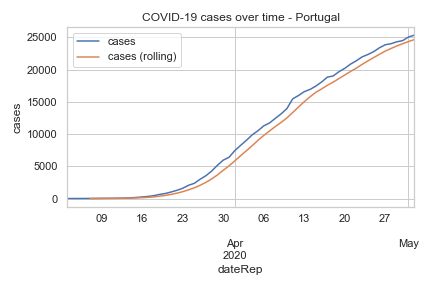 COVID-19 cases over time - Portugal
cases
cases (rolling)
25000
20000
15000
10000
5000
0
cases
09 16 23 30 06 13 20 27
Apr May
2020
dateRep